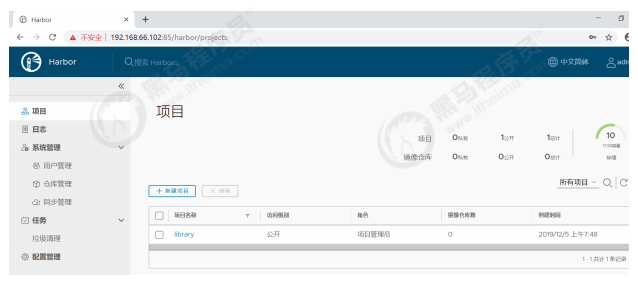 Harbor
不安全 | 192.168.66.102:85/harbor/projects
Harbor
搜索 Harbor...
中文简体
adm
项目
日志
系统管理
用户管理
仓库管理
同步管理
任务
垃圾清理
配置管理
项目
项目 0私有 1公开 1总计
镜像仓库 0私有 0公开 0总计
10
存储
所有项目
+ 新建项目
× 删除
项目名称 访问级别 角色 镜像仓库数 创建时间
library 公开 项目管理员 0 2019/12/5 上午7:48
1 - 1 共计 1 条记录
黑马程序员
www.itheima.com